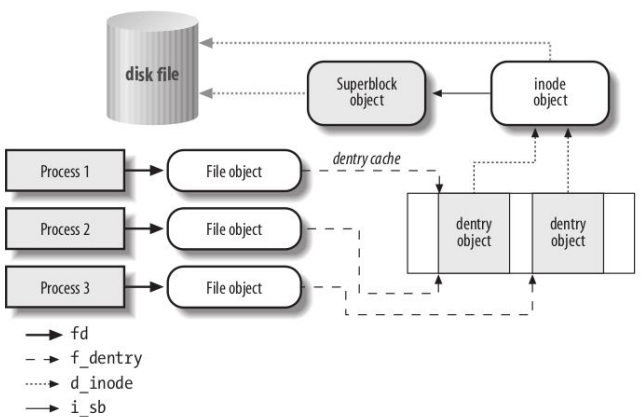 disk file
Superblock
object
inode
object
Process 1
File object
dentry cache
Process 2
File object
dentry
object
dentry
object
Process 3
File object
fd
f_dentry
d_inode
i_sb